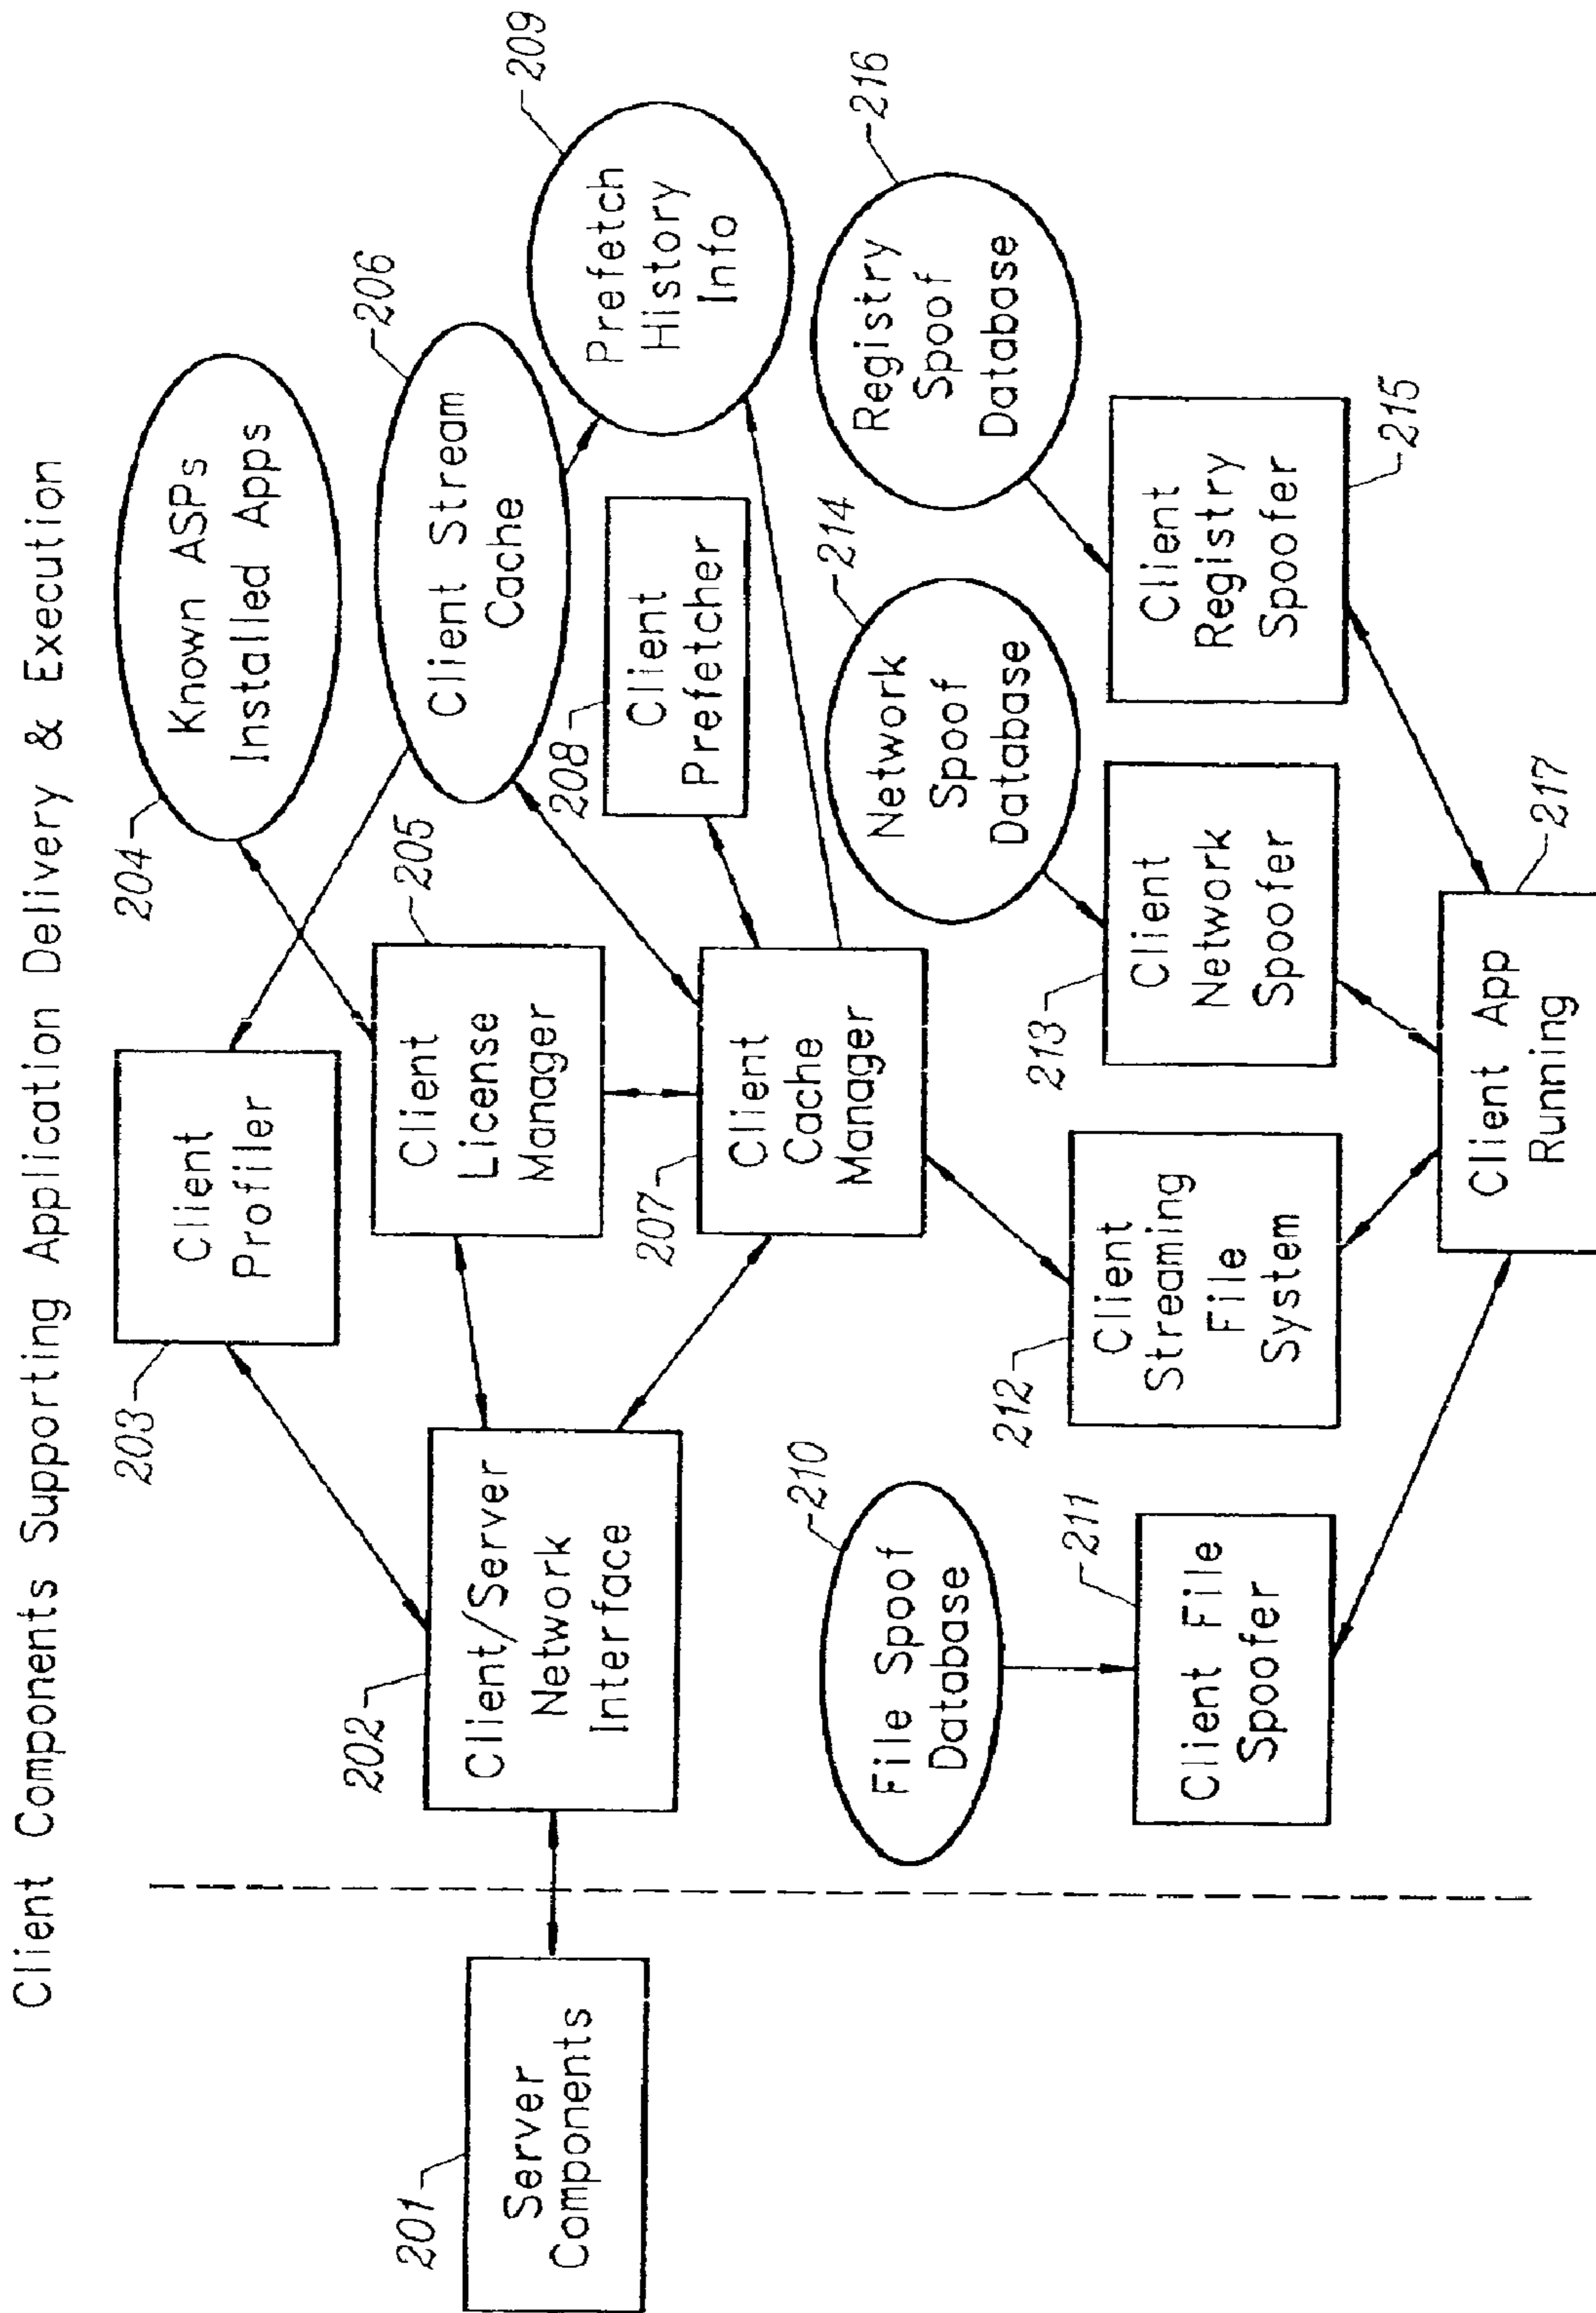 Client Components Supporting Application Delivery & Execution
201
Server
Components
202
Client/Server
Network
Interface
203
Client
Profiler
204
Known ASPs
Installed Apps
205
Client
License
Manager
206
Client Stream
Cache
207
Client
Cache
Manager
208
Client
Prefetcher
209
Prefetch
History
Info
210
File Spoof
Database
211
Client File
Spoofer
212
Client
Streaming
File
System
213
Client
Network
Spoofer
214
Network
Spoof
Database
215
Client
Registry
Spoofer
216
Registry
Spoof
Database
217
Client App
Running